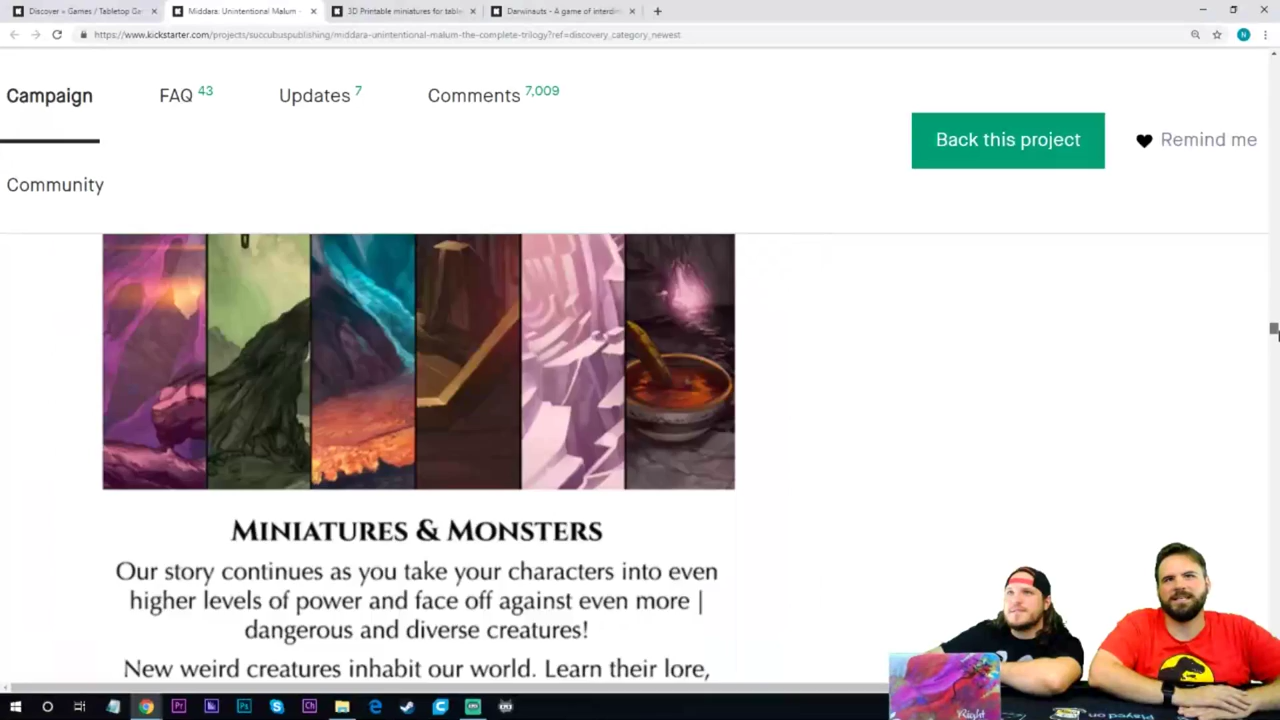 Discover » Games / Tabletop Ga
Middara: Unintentional Malum -
3D Printable miniatures for table
Darwinauts - A game of interdim
https://www.kickstarter.com/projects/succubuspublishing/middara-unintentional-malum-the-complete-trilogy?ref=discovery_category_newest
N
Campaign
FAQ 43
Updates 7
Comments 7,009
Back this project
Remind me
Community
MINIATURES & MONSTERS
Our story continues as you take your characters into even
higher levels of power and face off against even more |
dangerous and diverse creatures!
New weird creatures inhabit our world. Learn their lore,
Right
Played on